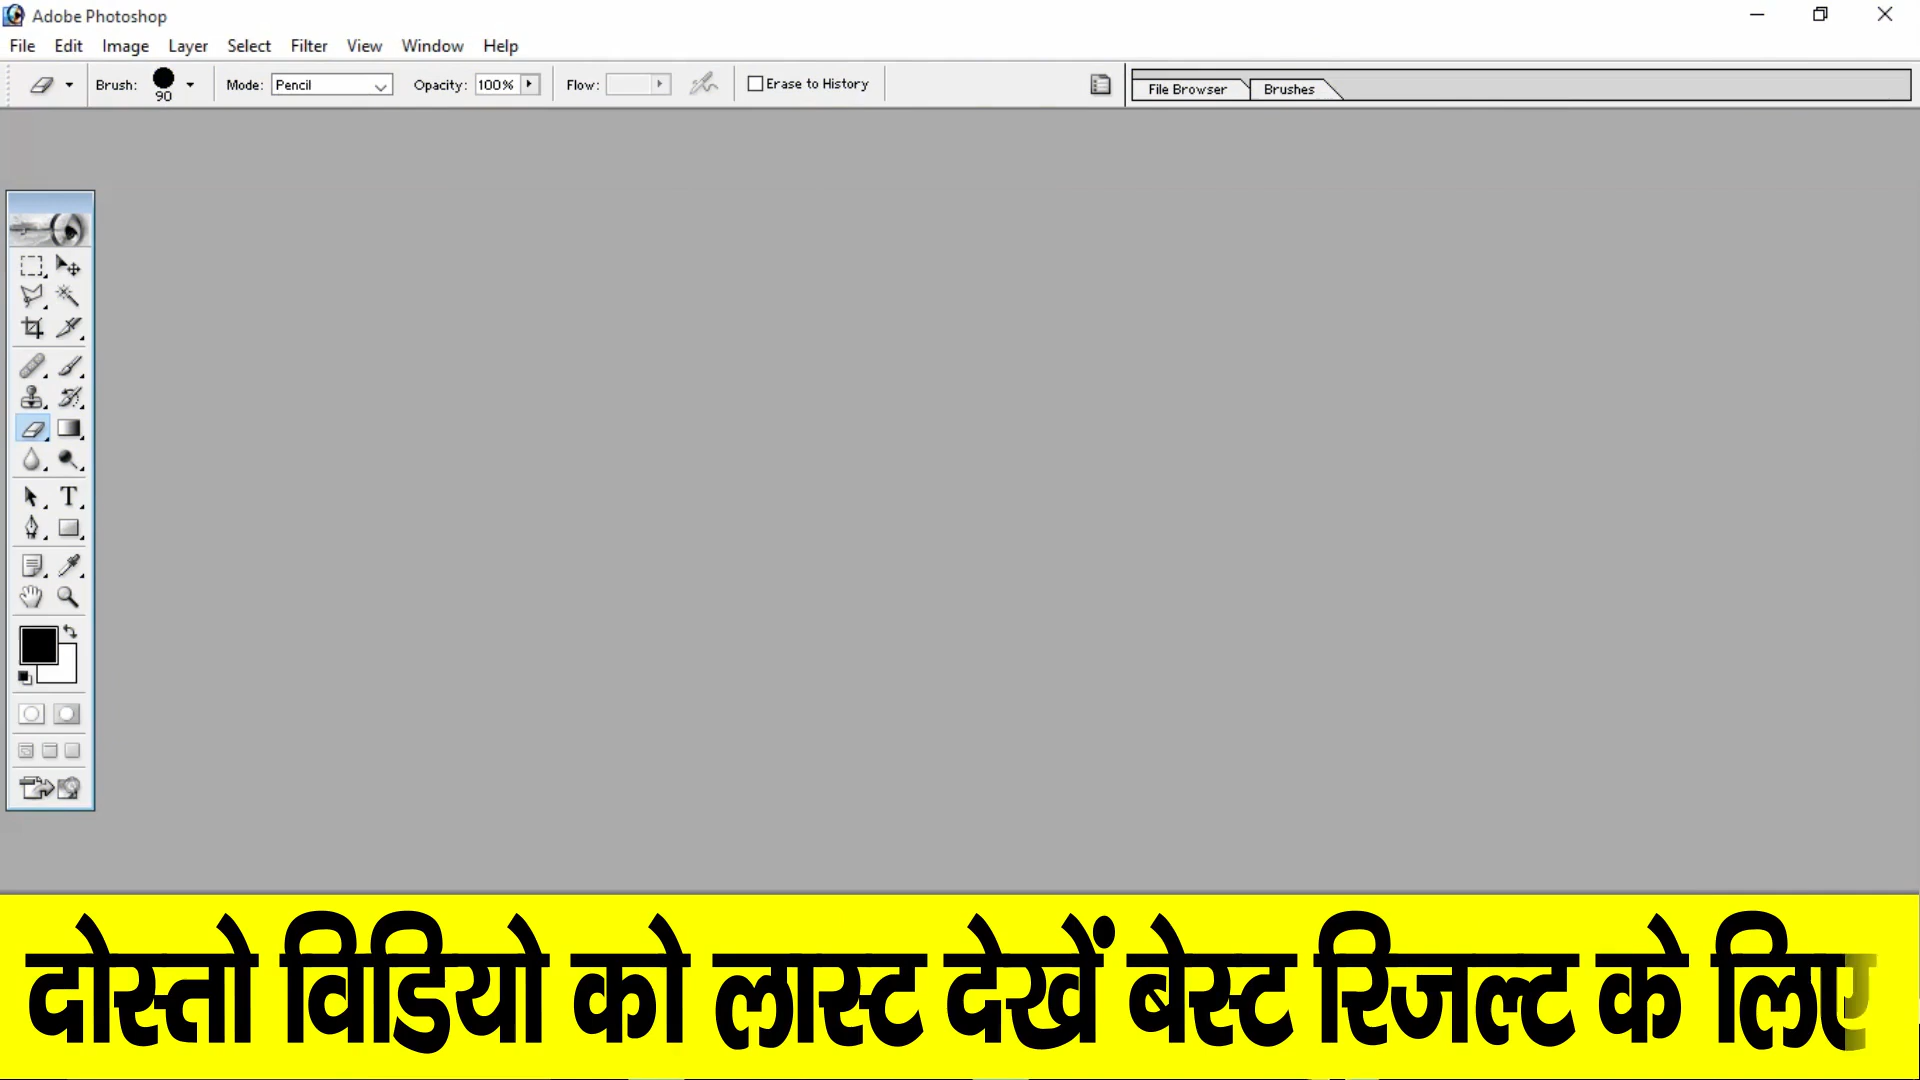 Adobe Photoshop
File Edit Image Layer Select Filter View Window Help
Brush: 90 Mode: Pencil Opacity: 100% Flow: Erase to History File Browser Brushes
दोस्तो विडियो को लास्ट देखें बेस्ट रिजल्ट के लिए